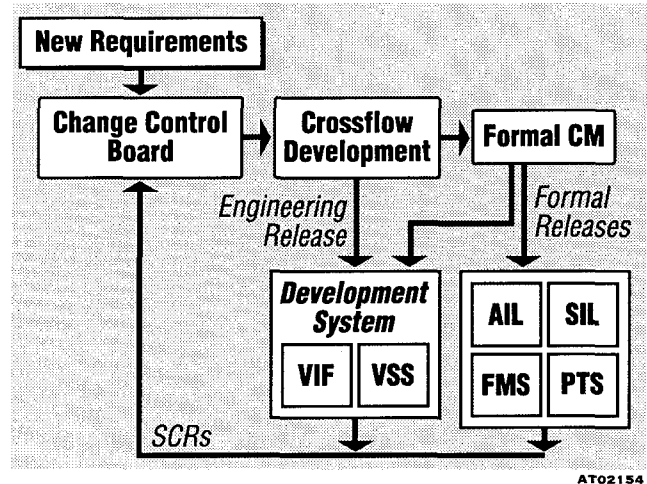 New Requirements
Change Control
Board
Crossflow
Development
Formal CM
Engineering
Release
Formal
Releases
Development
System
VIF
VSS
AIL
SIL
FMS
PTS
SCRs
AT02154